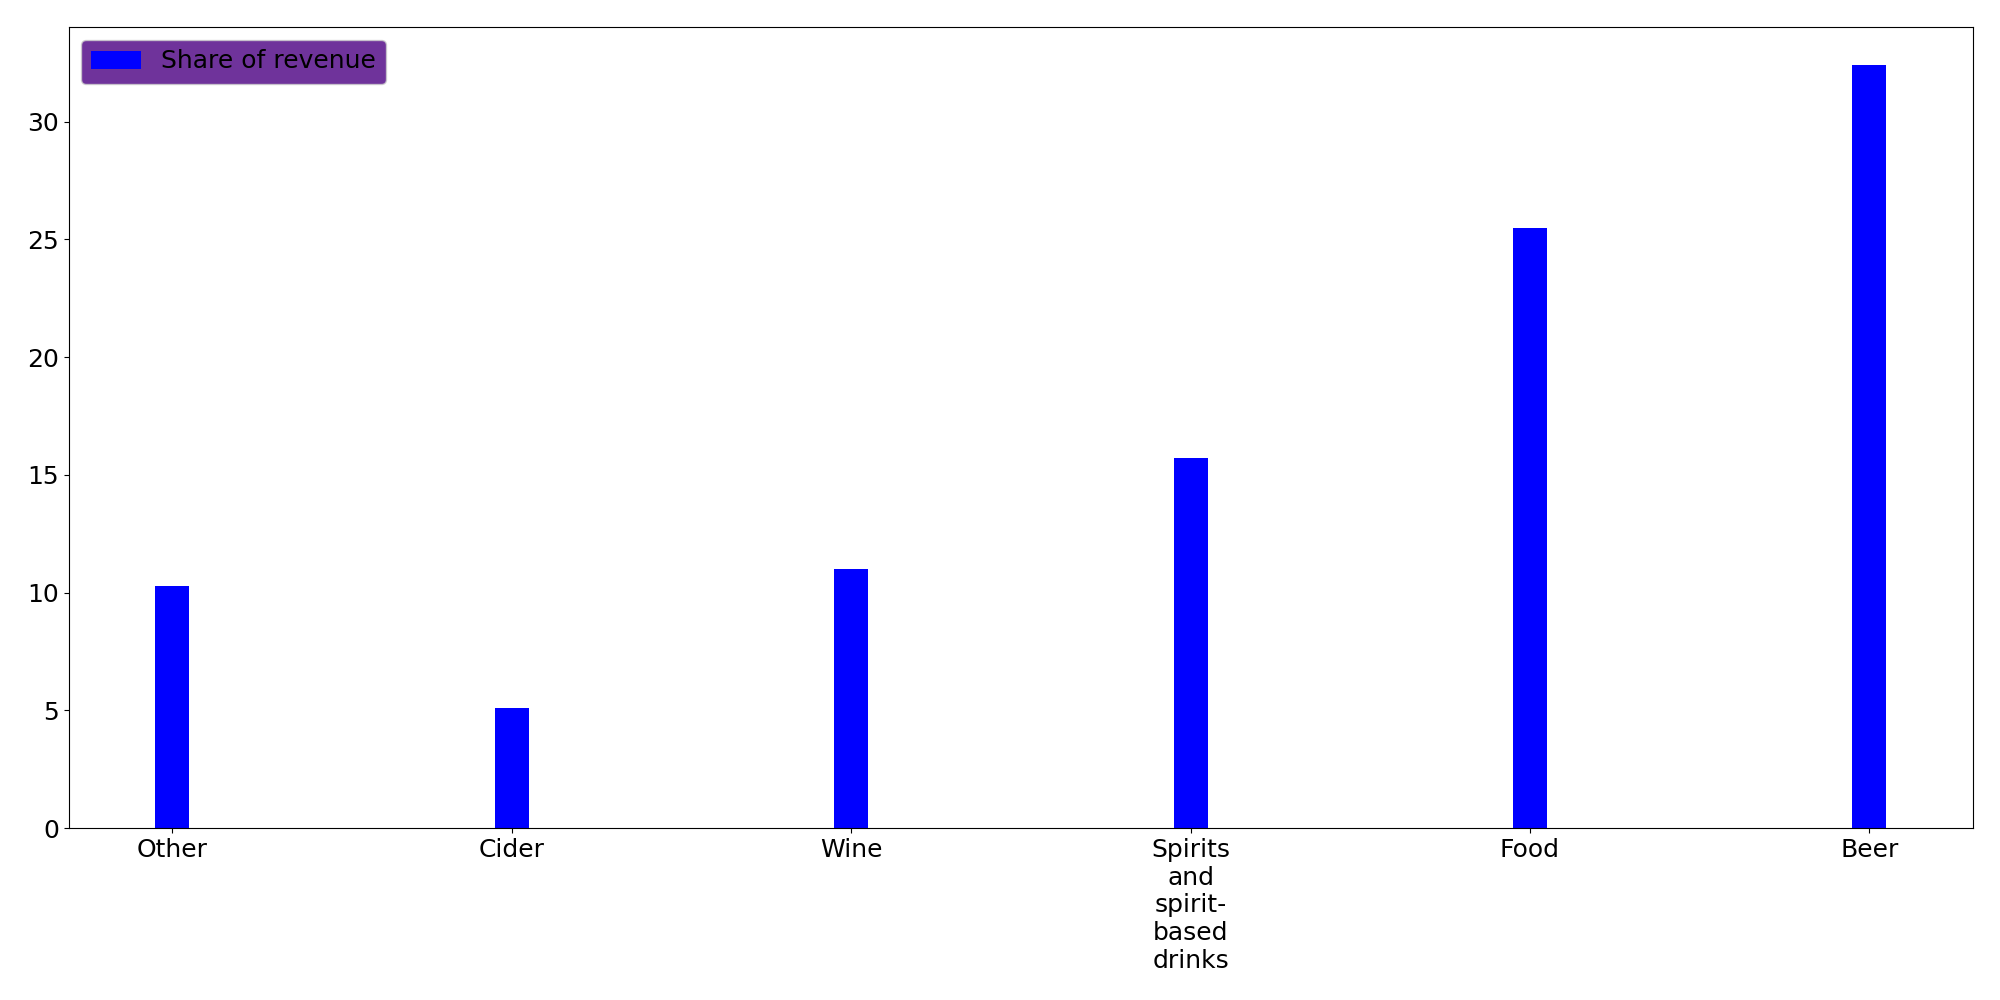 Share of revenue
30
25
20
15
10
5
0
Other Cider Wine Spirits Food Beer
and
spirit-
based
drinks